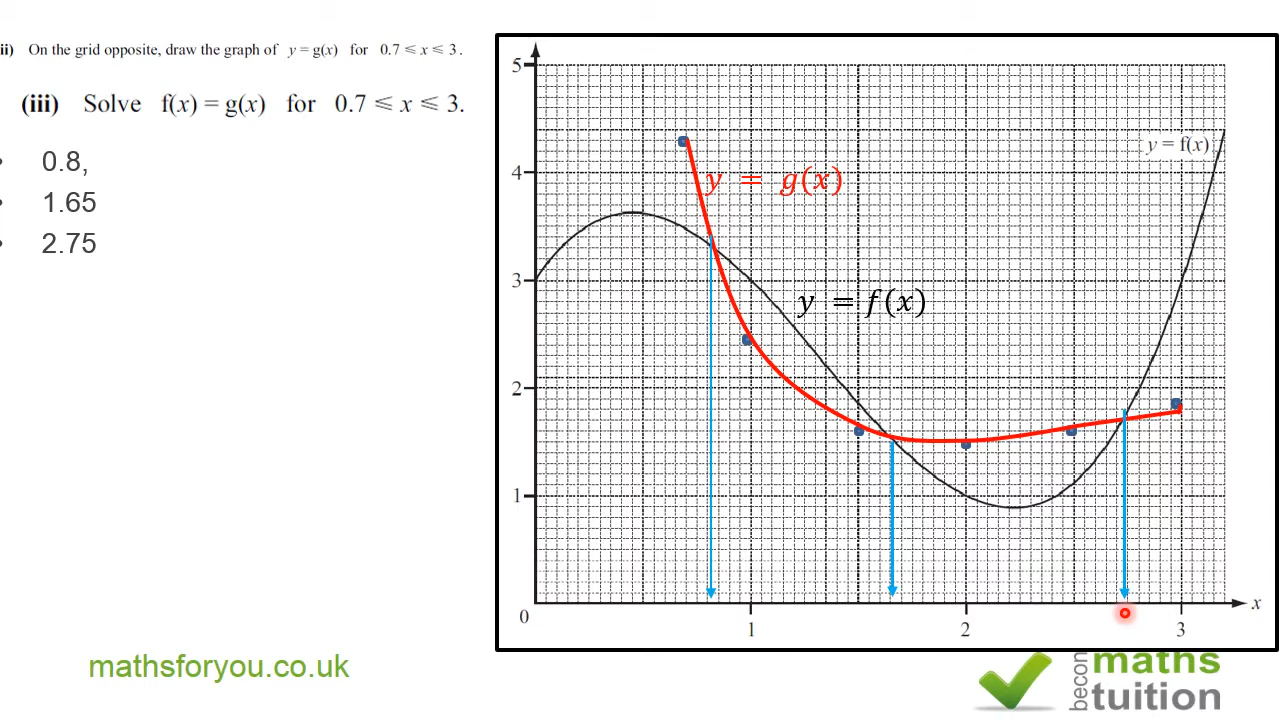 ii) On the grid opposite, draw the graph of y = g(x) for 0.7 ⩽ x ⩽ 3.
(iii) Solve f(x) = g(x) for 0.7 ⩽ x ⩽ 3.
• 0.8,
• 1.65
• 2.75
5
4
3
2
1
0
1
2
3
x
y = f(x)
y = g(x)
y = f(x)
mathsforyou.co.uk
becon
maths
tuition